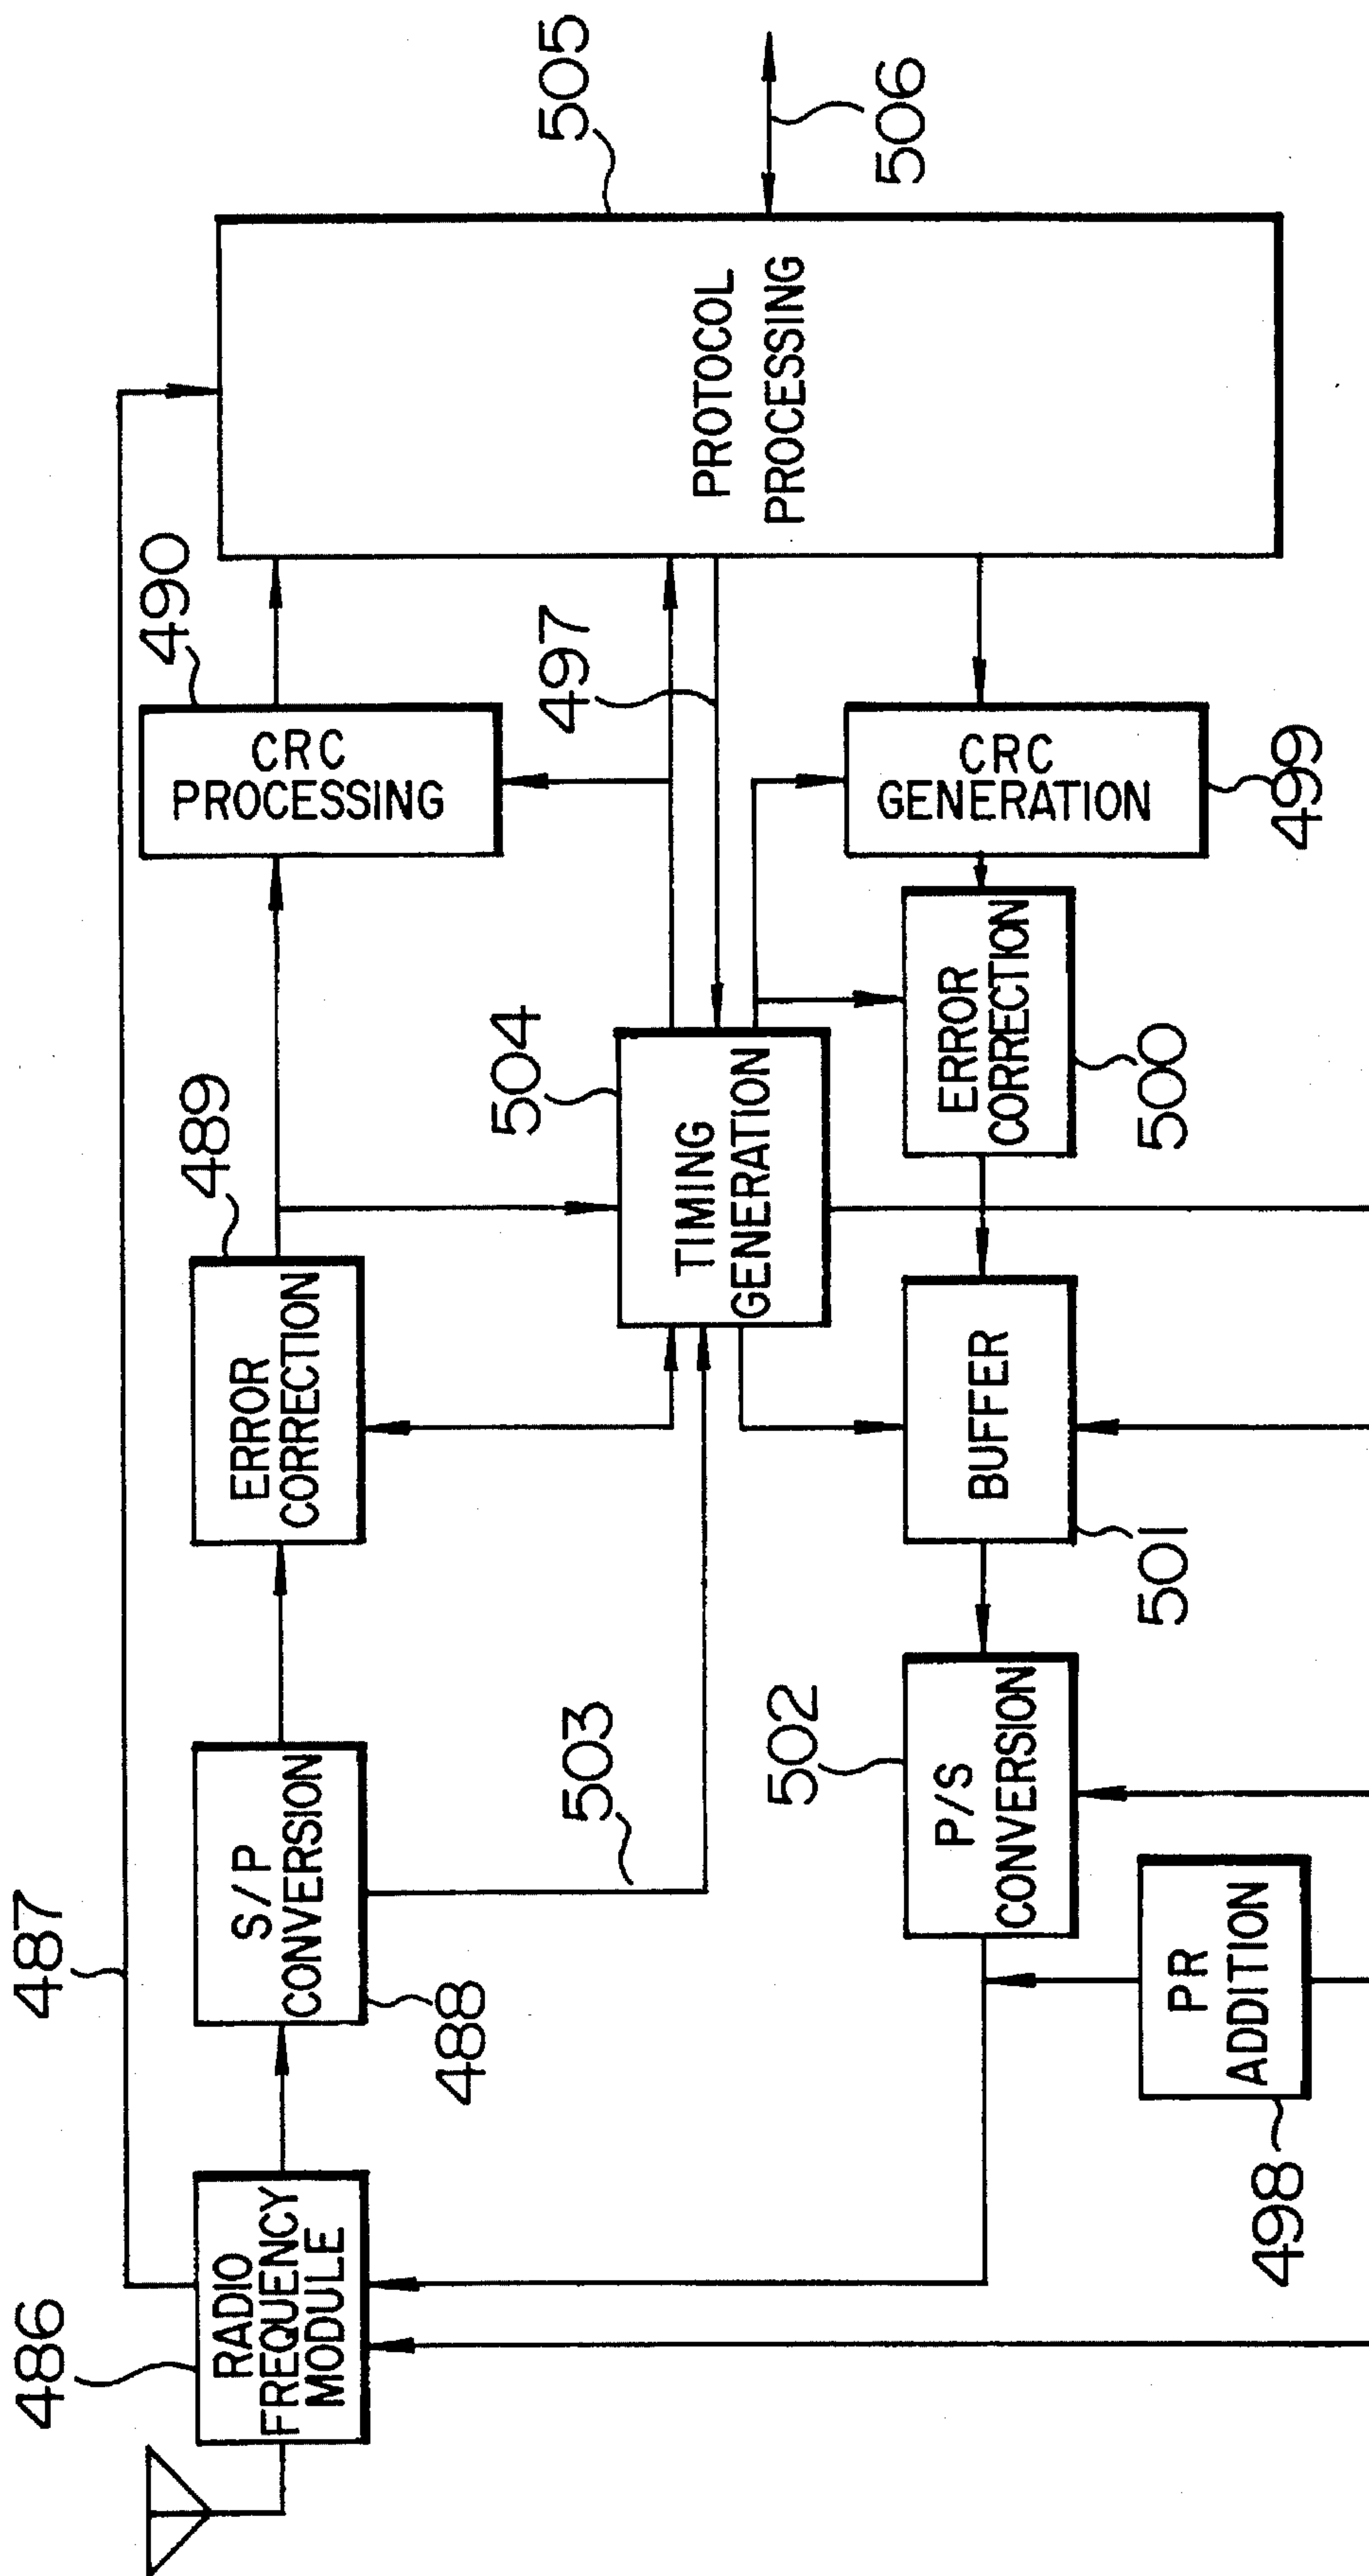 486
RADIO
FREQUENCY
MODULE
487
S/P
CONVERSION
488
ERROR
CORRECTION
489
CRC
PROCESSING
490
503
TIMING
GENERATION
504
497
PROTOCOL
PROCESSING
505
506
498
PR
ADDITION
P/S
CONVERSION
502
BUFFER
501
ERROR
CORRECTION
500
CRC
GENERATION
499